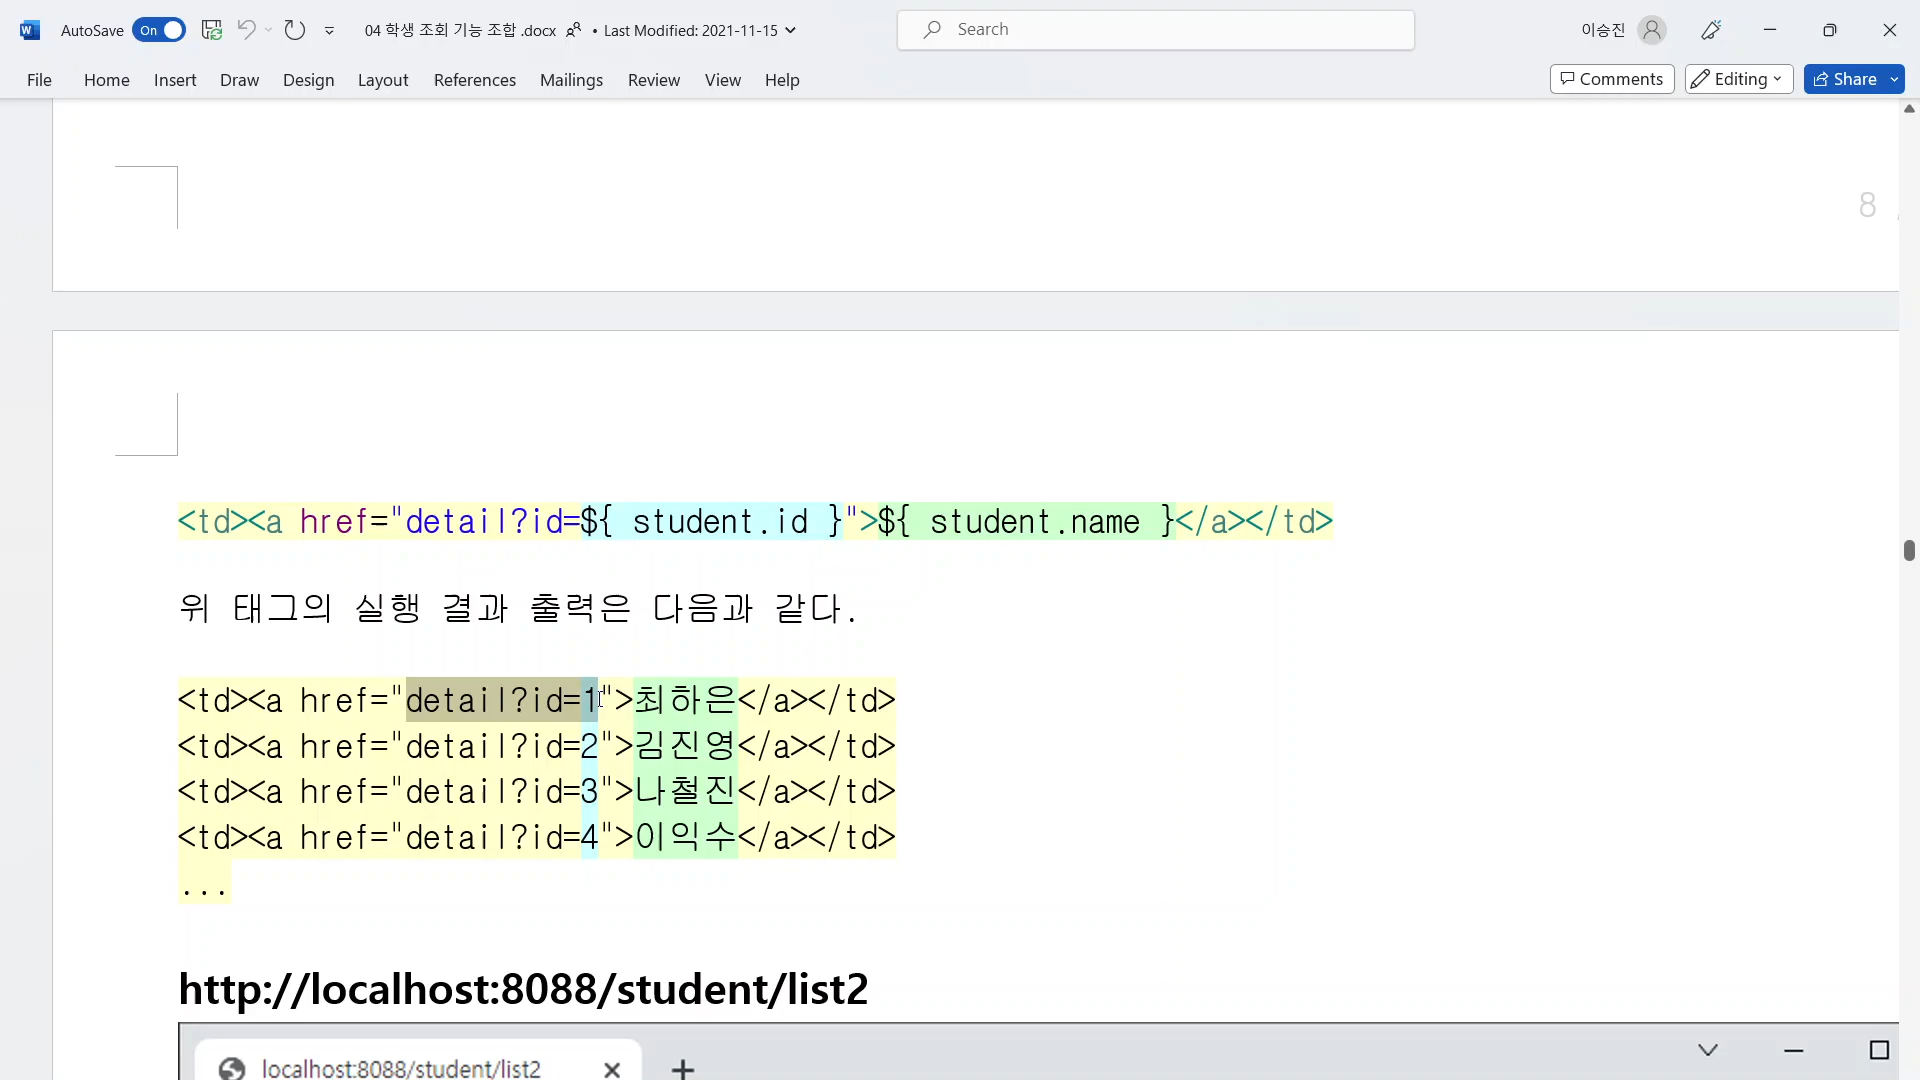 AutoSave On 04 학생 조회 기능 조합 .docx • Last Modified: 2021-11-15 Search 이승진
File Home Insert Draw Design Layout References Mailings Review View Help Comments Editing Share
8
<td><a href="detail?id=${ student.id }">${ student.name }</a></td>
위 태그의 실행 결과 출력은 다음과 같다.
<td><a href="detail?id=1">최하은</a></td>
<td><a href="detail?id=2">김진영</a></td>
<td><a href="detail?id=3">나철진</a></td>
<td><a href="detail?id=4">이익수</a></td>
...
http://localhost:8088/student/list2
localhost:8088/student/list2